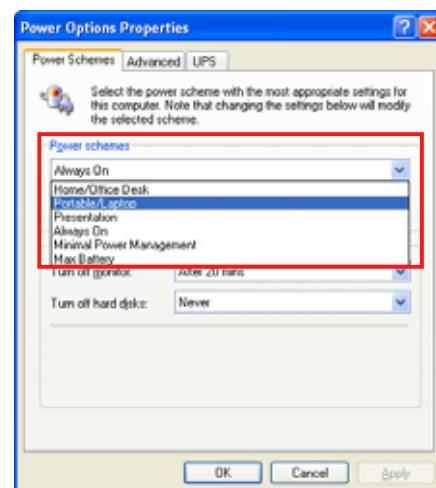 Power Options Properties
Power Schemes Advanced UPS
Select the power scheme with the most appropriate settings for
this computer. Note that changing the settings below will modify
the selected scheme.
Power schemes
Always On
Home/Office Desk
Portable/Laptop
Presentation
Always On
Minimal Power Management
Max Battery
Turn off monitor: After 20 mins
Turn off hard disks: Never
OK Cancel Apply